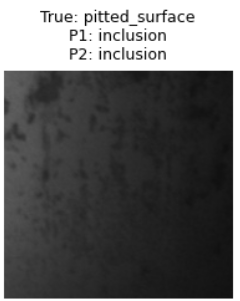 True: pitted_surface
P1: inclusion
P2: inclusion